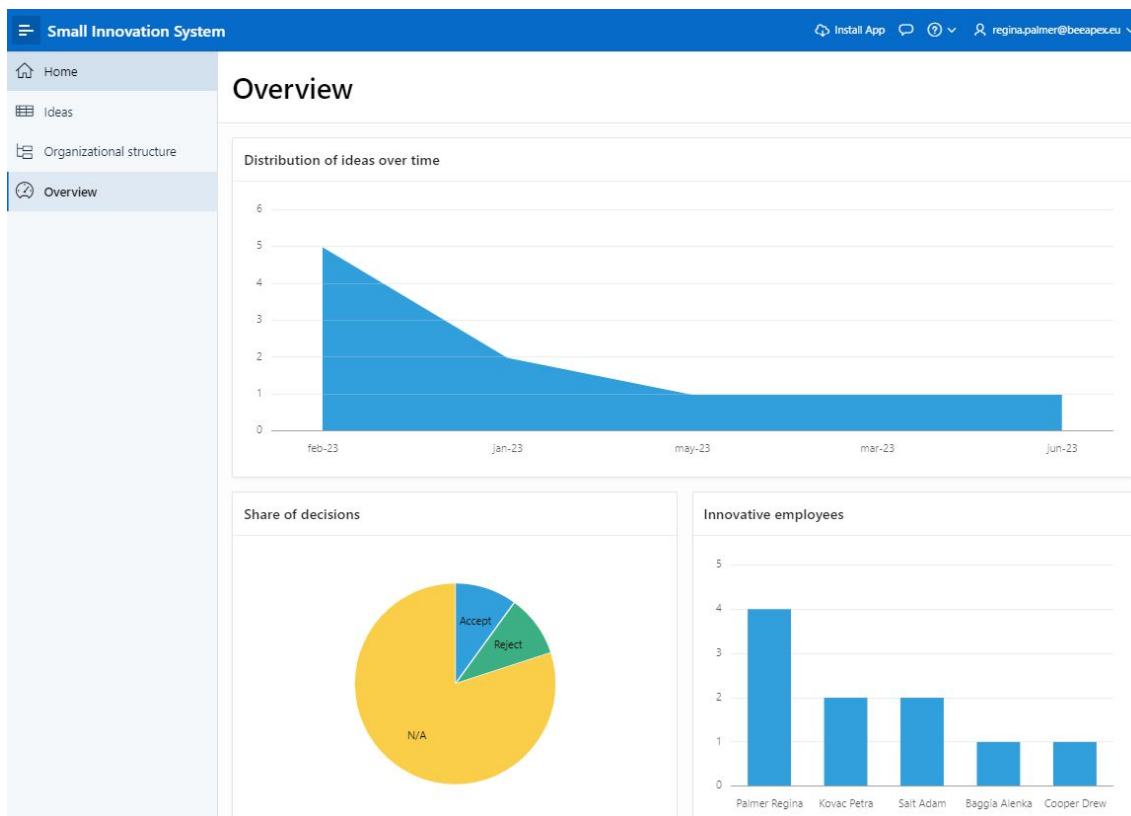 Small Innovation System
Install App
regina.palmer@beeapex.eu
Home
Ideas
Organizational structure
Overview
Overview
Distribution of ideas over time
6
5
4
3
2
1
0
feb-23 jan-23 may-23 mar-23 jun-23
Share of decisions
Accept
Reject
N/A
Innovative employees
5
4
3
2
1
0
Palmer Regina Kovac Petra Salt Adam Baggia Alenka Cooper Drew